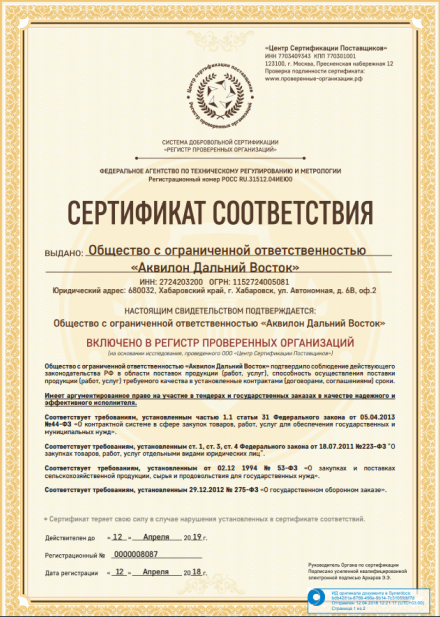 «Центр Сертификации Поставщиков»
ИНН 7703409343 КПП 770301001
123100, г. Москва, Пресненская набережная 12
Проверка подлинности сертификата:
www.проверенные-организации.рф
Центр сертификации поставщиков
Регистр проверенных организаций
СИСТЕМА ДОБРОВОЛЬНОЙ СЕРТИФИКАЦИИ
«РЕГИСТР ПРОВЕРЕННЫХ ОРГАНИЗАЦИЙ»
ФЕДЕРАЛЬНОЕ АГЕНТСТВО ПО ТЕХНИЧЕСКОМУ РЕГУЛИРОВАНИЮ И МЕТРОЛОГИИ
Регистрационный номер РОСС RU.31512.04ИЕЮ0
СЕРТИФИКАТ СООТВЕТСТВИЯ
ВЫДАНО: Общество с ограниченной ответственностью
«Аквилон Дальний Восток»
ИНН: 2724203200 ОГРН: 1152724005081
Юридический адрес: 680032, Хабаровский край, г. Хабаровск, ул. Автономная, д. 6В, оф.2
НАСТОЯЩИМ СВИДЕТЕЛЬСТВОМ ПОДТВЕРЖДАЕТСЯ:
Общество с ограниченной ответственностью «Аквилон Дальний Восток»
ВКЛЮЧЕНО В РЕГИСТР ПРОВЕРЕННЫХ ОРГАНИЗАЦИЙ
(на основании исследования, проведенного ООО «Центр Сертификации Поставщиков»)
Общество с ограниченной ответственностью «Аквилон Дальний Восток» подтвердило соблюдение действующего
законодательства РФ в области поставок продукции (работ, услуг), способность осуществления поставки
продукции (работ, услуг) требуемого качества в установленные контрактами (договорами, соглашениями) сроки.
Имеет аргументированное право на участие в тендерах и государственных заказах в качестве надежного и
эффективного исполнителя.
Соответствует требованиям, установленным частью 1.1 статьи 31 Федерального закона от 05.04.2013
№44-ФЗ «О контрактной системе в сфере закупок товаров, работ, услуг для обеспечения государственных и
муниципальных нужд».
Соответствует требованиям, установленным ст. 1, ст. 3, ст. 4 Федерального закона от 18.07.2011 №223-ФЗ "О
закупках товаров, работ, услуг отдельными видами юридических лиц".
Соответствует требованиям, установленным от 02.12 1994 № 53-ФЗ «О закупках и поставках
сельскохозяйственной продукции, сырья и продовольствия для государственных нужд».
Соответствует требованиям, установленным 29.12.2012 № 275-ФЗ «О государственном оборонном заказе».
* Сертификат теряет свою силу в случае нарушения установленных в сертификате соответствий.
Действителен до « 12 » Апреля 2019г.
Регистрационный № 0000008087
Дата регистрации « 12 » Апреля 2018г.
Руководитель Органа по сертификации
Подписано усиленной квалифицированной
электронной подписью Архаров Э.Э.
Страница 1 из 2